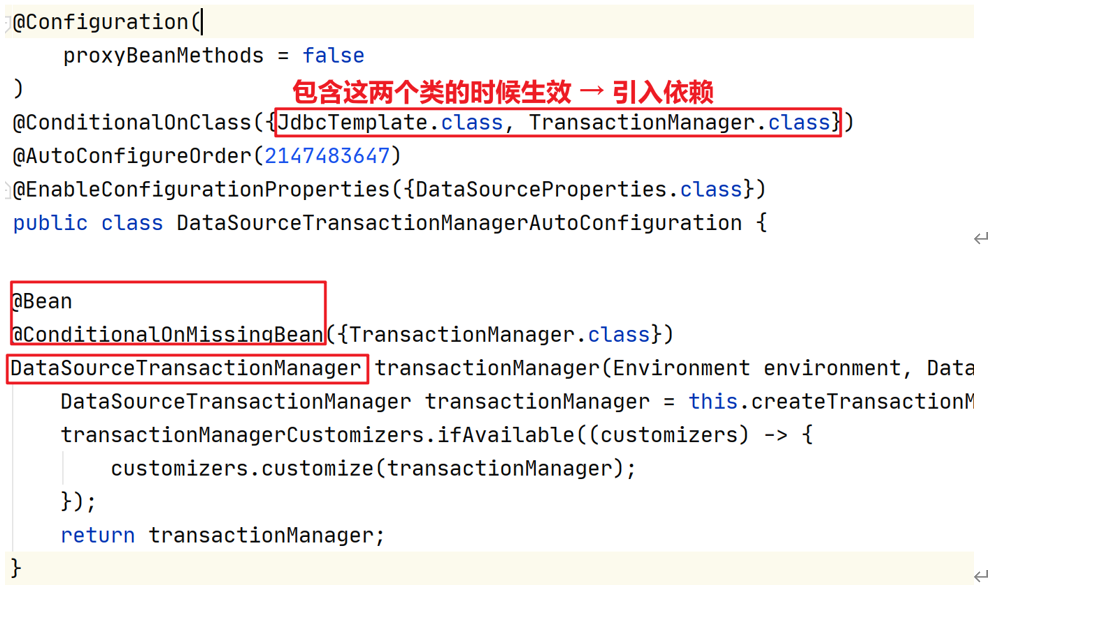 @Configuration(
    proxyBeanMethods = false
)
包含这两个类的时候生效 → 引入依赖
@ConditionalOnClass({JdbcTemplate.class, TransactionManager.class})
@AutoConfigureOrder(2147483647)
@EnableConfigurationProperties({DataSourceProperties.class})
public class DataSourceTransactionManagerAutoConfiguration {
@Bean
@ConditionalOnMissingBean({TransactionManager.class})
DataSourceTransactionManager transactionManager(Environment environment, Data
    DataSourceTransactionManager transactionManager = this.createTransactionM
    transactionManagerCustomizers.ifAvailable((customizers) -> {
        customizers.customize(transactionManager);
    });
    return transactionManager;
}